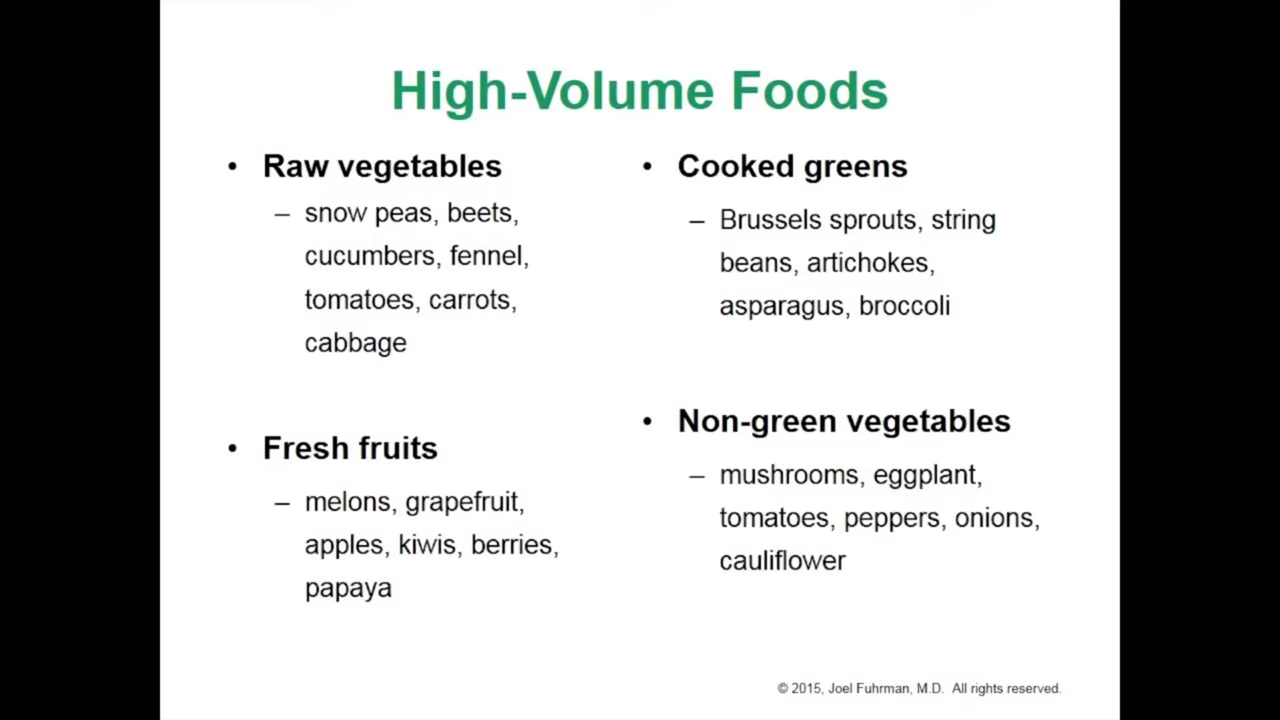 High-Volume Foods
• Raw vegetables
– snow peas, beets,
cucumbers, fennel,
tomatoes, carrots,
cabbage
• Fresh fruits
– melons, grapefruit,
apples, kiwis, berries,
papaya
• Cooked greens
– Brussels sprouts, string
beans, artichokes,
asparagus, broccoli
• Non-green vegetables
– mushrooms, eggplant,
tomatoes, peppers, onions,
cauliflower
© 2015, Joel Fuhrman, M.D. All rights reserved.